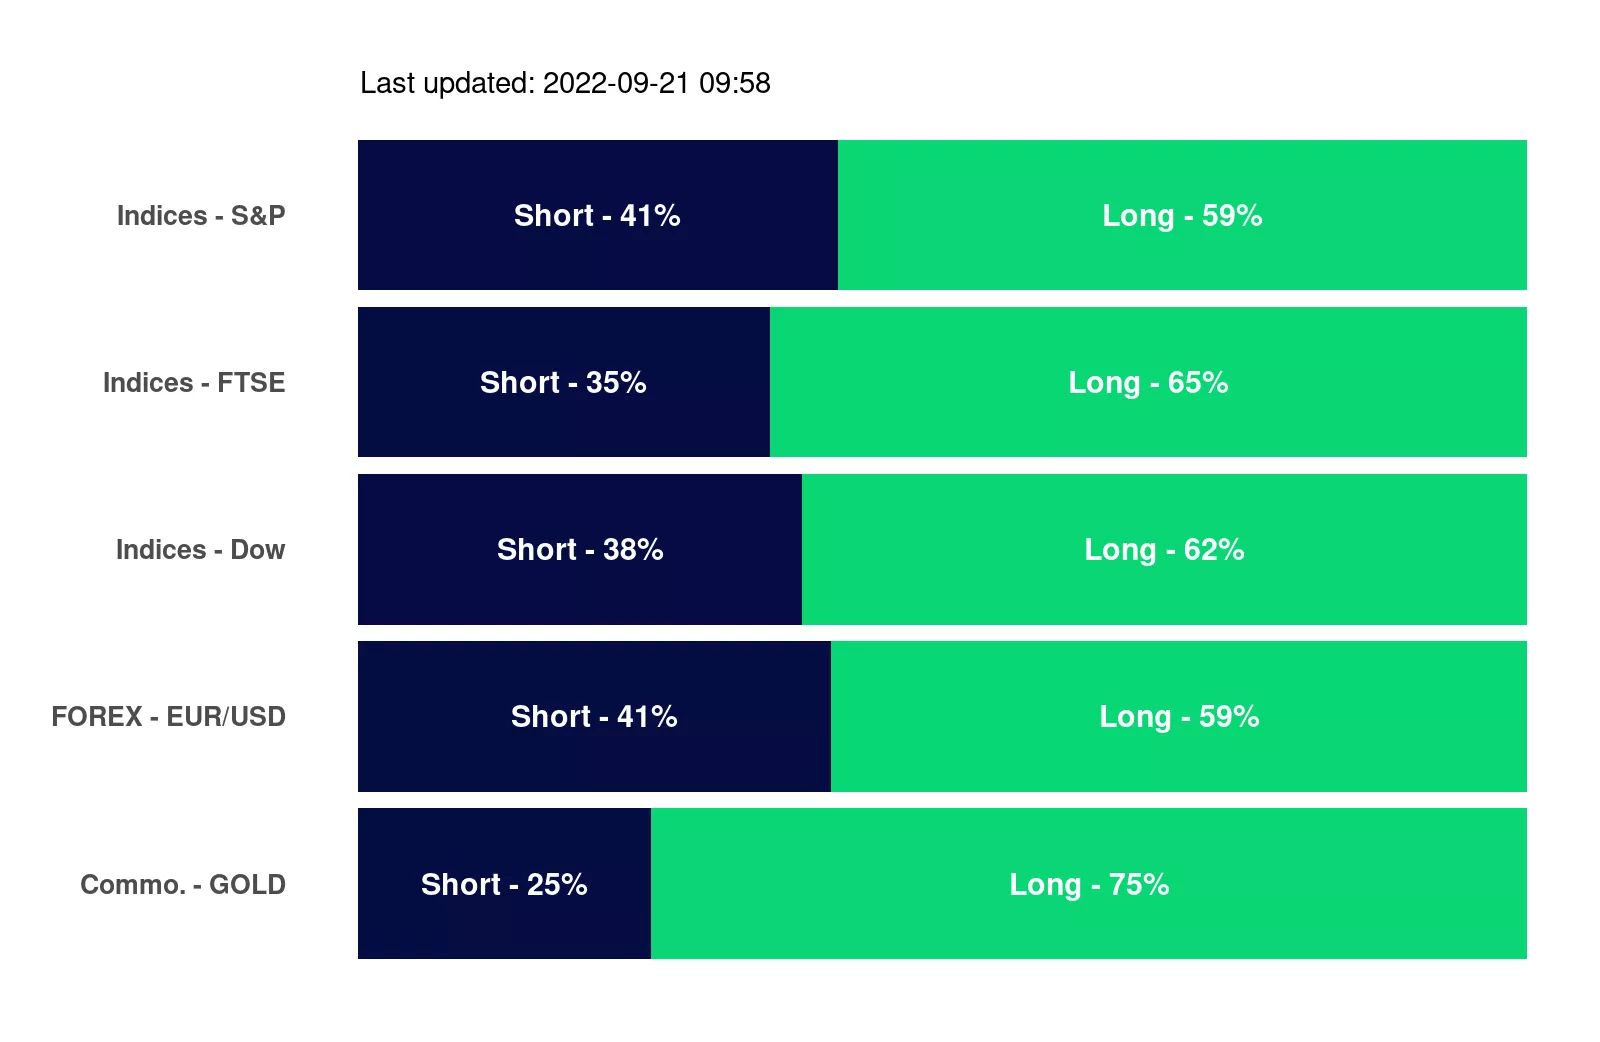 Last updated: 2022-09-21 09:58
Indices - S&P
Short - 41%
Long - 59%
Indices - FTSE
Short - 35%
Long - 65%
Indices - Dow
Short - 38%
Long - 62%
FOREX - EUR/USD
Short - 41%
Long - 59%
Commo. - GOLD
Short - 25%
Long - 75%